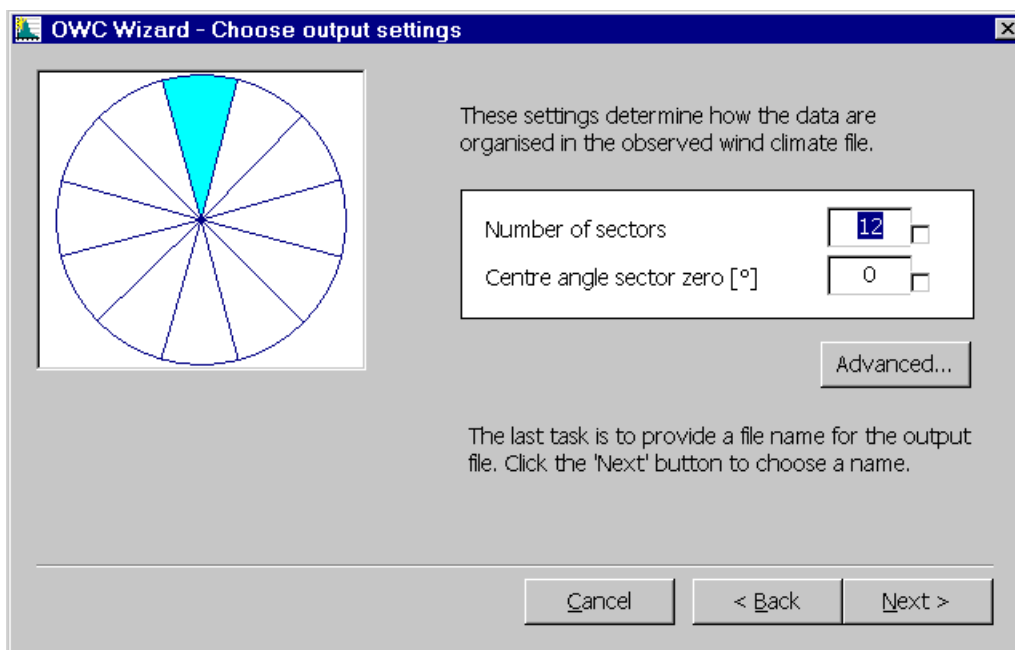 OWC Wizard - Choose output settings
These settings determine how the data are
organised in the observed wind climate file.
Number of sectors 12
Centre angle sector zero [°] 0
Advanced...
The last task is to provide a file name for the output
file. Click the 'Next' button to choose a name.
Cancel < Back Next >